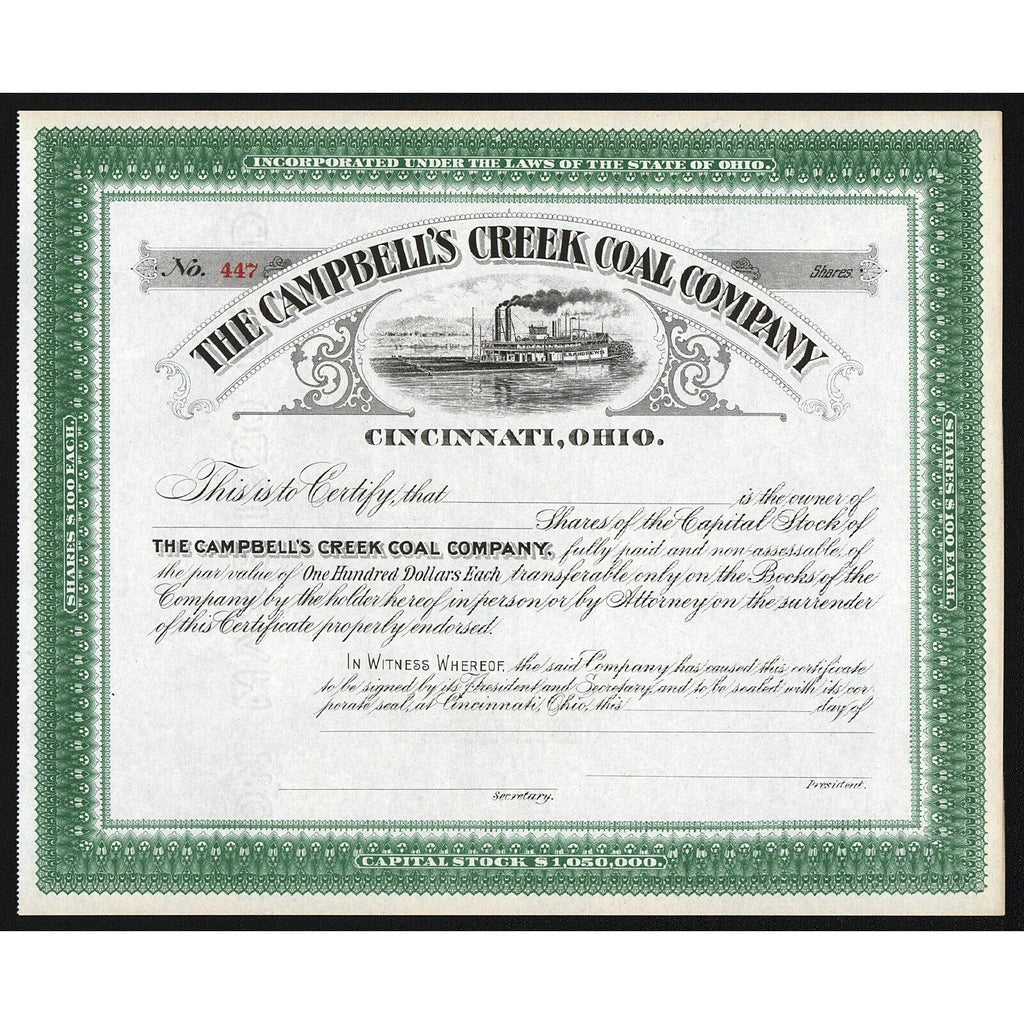 INCORPORATED UNDER THE LAWS OF THE STATE OF OHIO.
No. 447
Shares.
THE CAMPBELL'S CREEK COAL COMPANY
CINCINNATI, OHIO.
SHARES $100 EACH.
SHARES $100 EACH.
This is to Certify, that is the owner of
Shares of the Capital Stock of
THE CAMPBELL'S CREEK COAL COMPANY, fully paid and non-assessable, of
the par value of One Hundred Dollars Each transferable only on the Books of the
Company by the holder hereof in person or by Attorney on the surrender
of this Certificate properly endorsed.
IN WITNESS WHEREOF, the said Company has caused this certificate
to be signed by its President and Secretary, and to be sealed with its cor-
porate seal, at Cincinnati, Ohio, this day of
President.
Secretary.
CAPITAL STOCK $1,050,000.